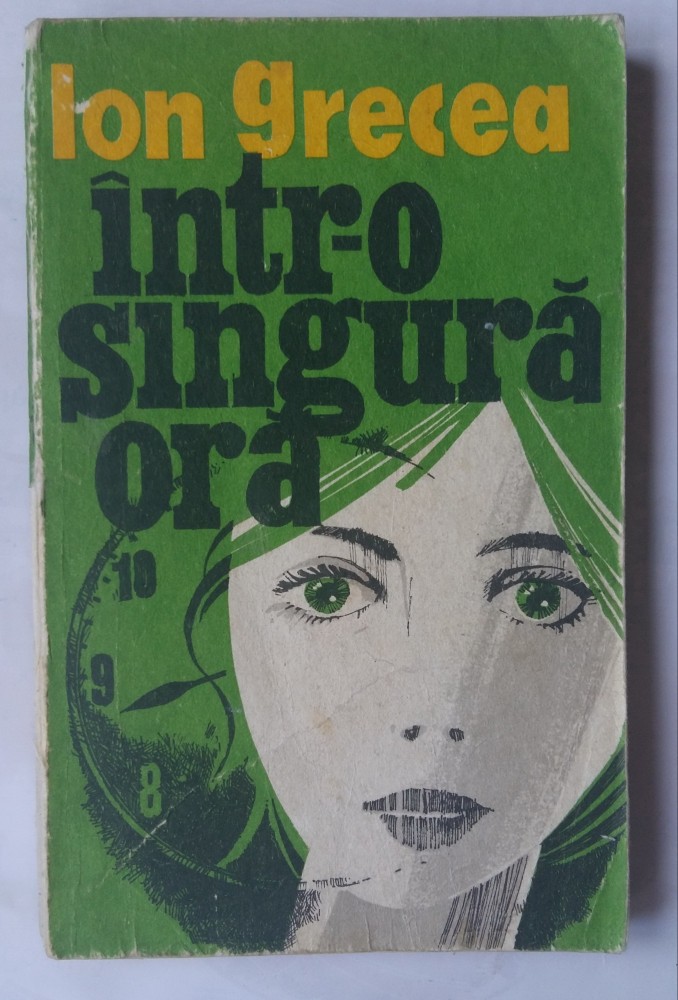 Ion Grecea
într-o
singură
oră
10
9
8